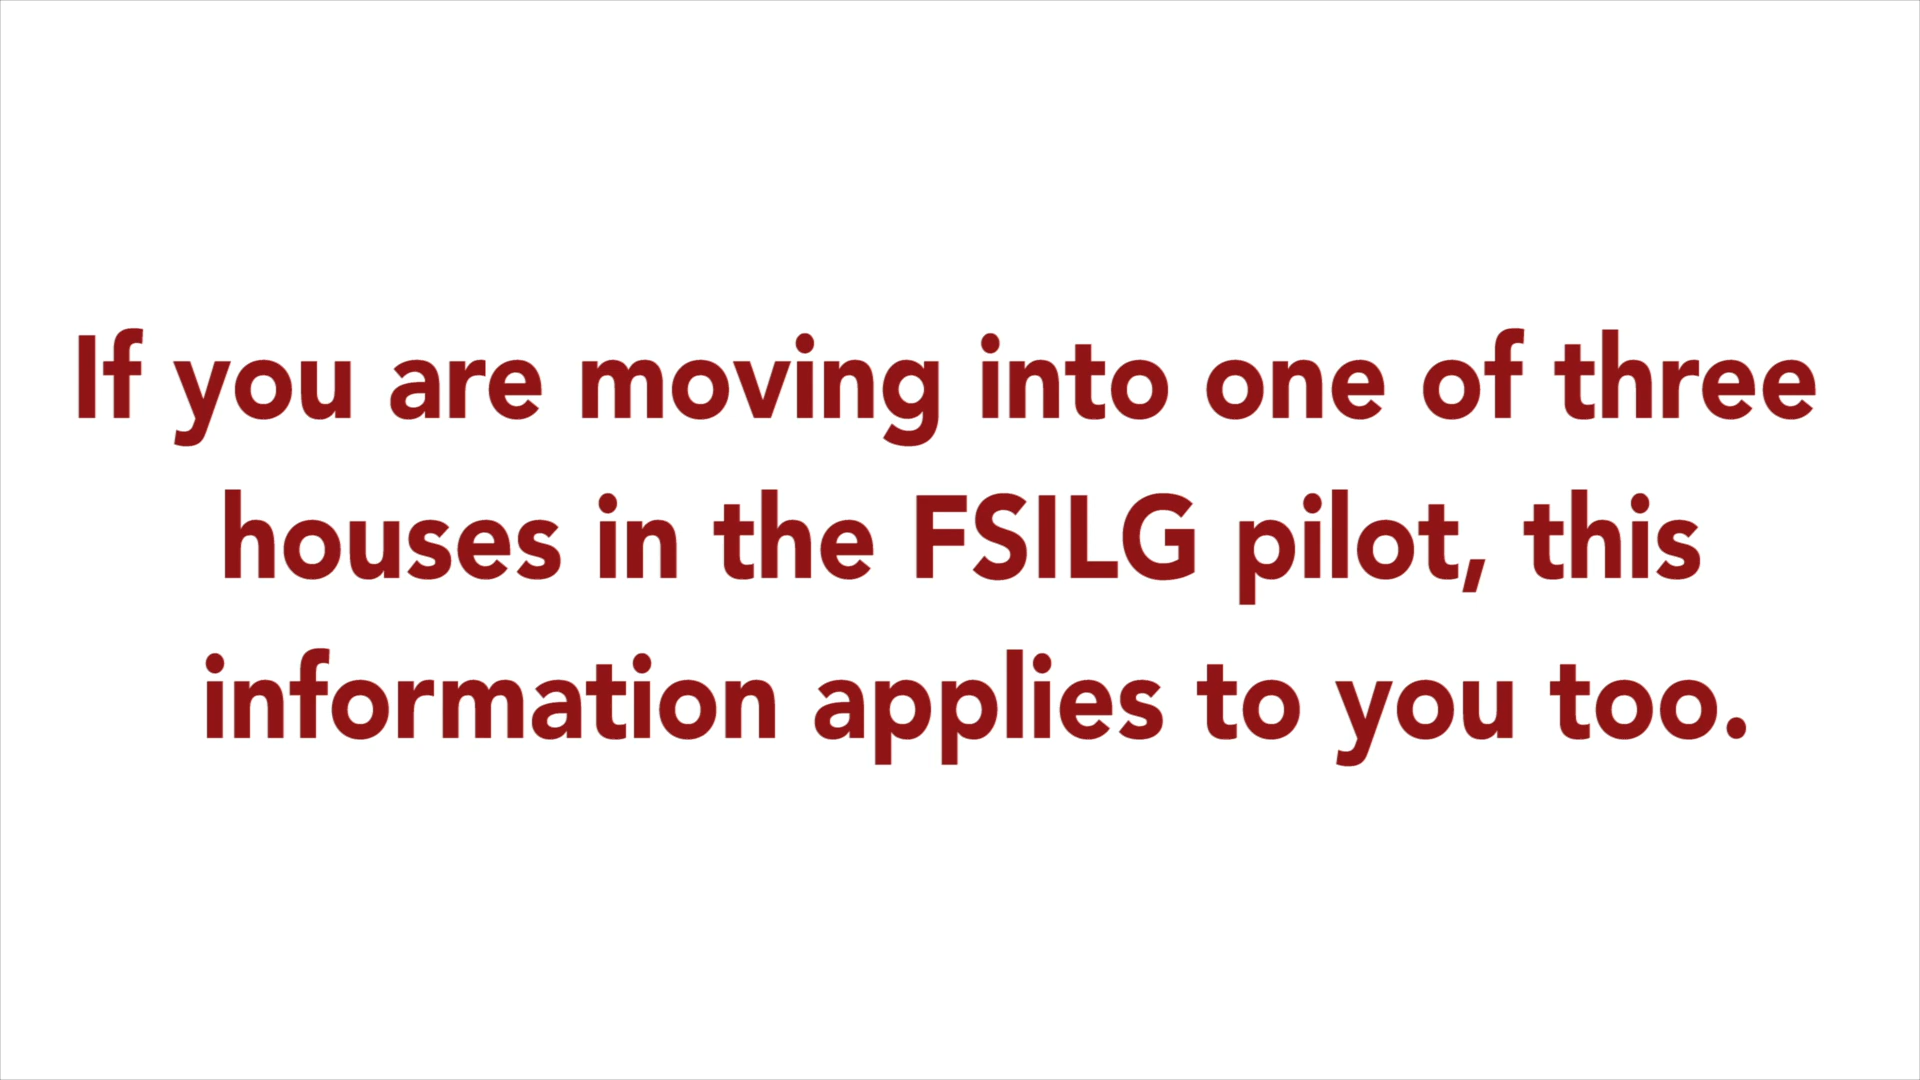 If you are moving into one of three
houses in the FSILG pilot, this
information applies to you too.